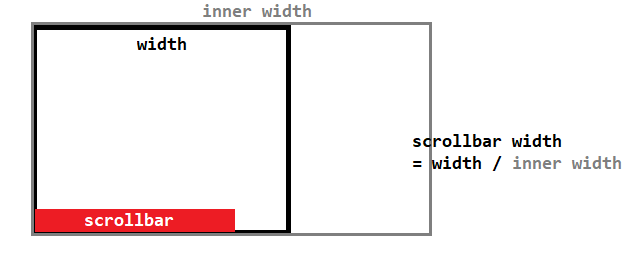 inner width
width
scrollbar width
= width / inner width
scrollbar